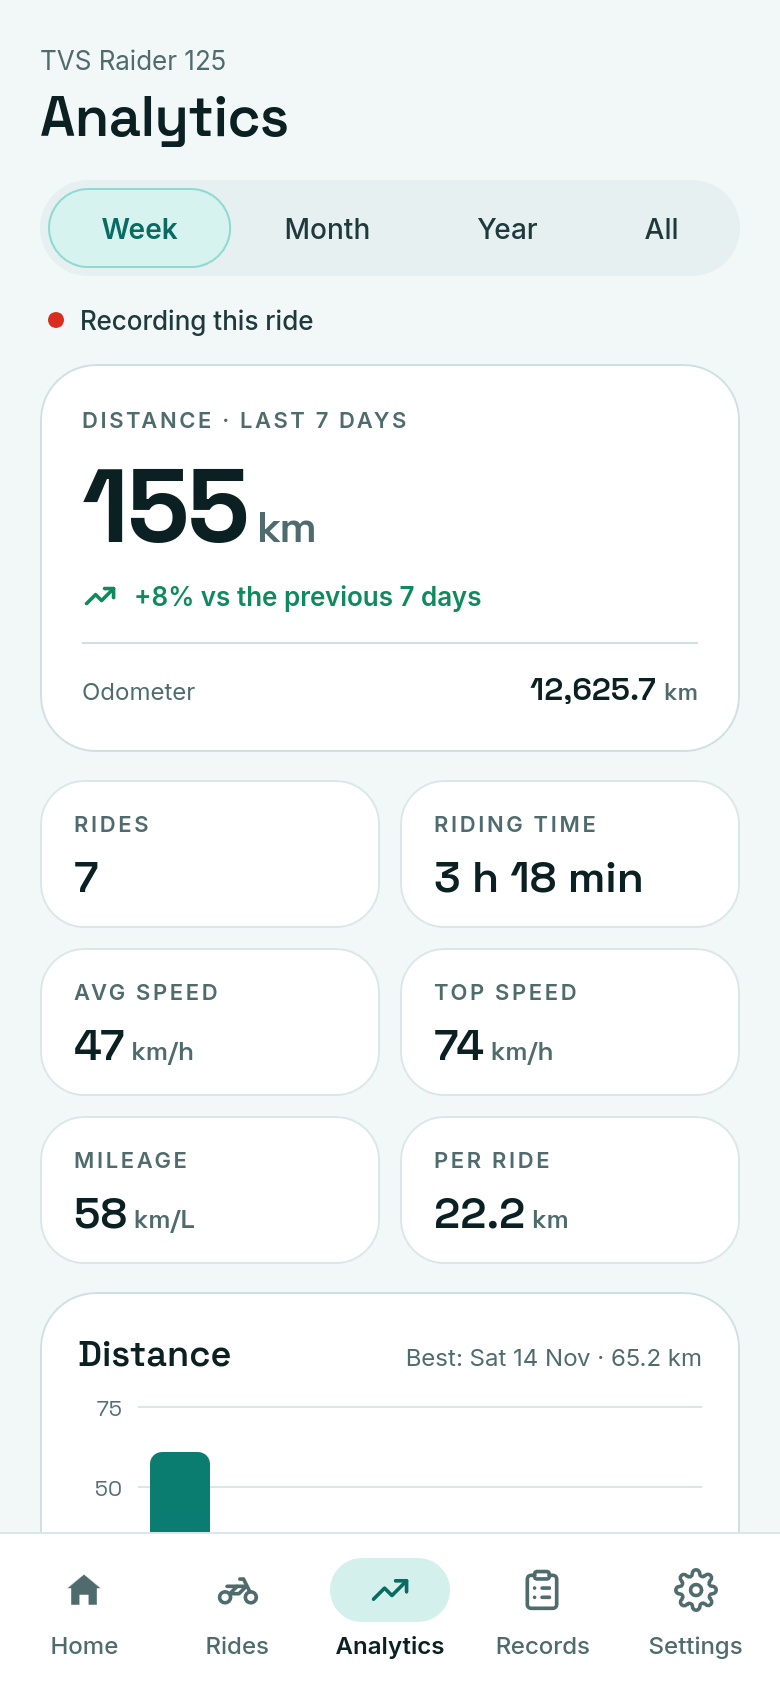 TVS Raider 125
Analytics
Week Month Year All
Recording this ride
DISTANCE · LAST 7 DAYS
155 km
+8% vs the previous 7 days
Odometer 12,625.7 km
RIDES RIDING TIME
7 3 h 18 min
AVG SPEED TOP SPEED
47 km/h 74 km/h
MILEAGE PER RIDE
58 km/L 22.2 km
Distance Best: Sat 14 Nov · 65.2 km
75
50
Home Rides Analytics Records Settings